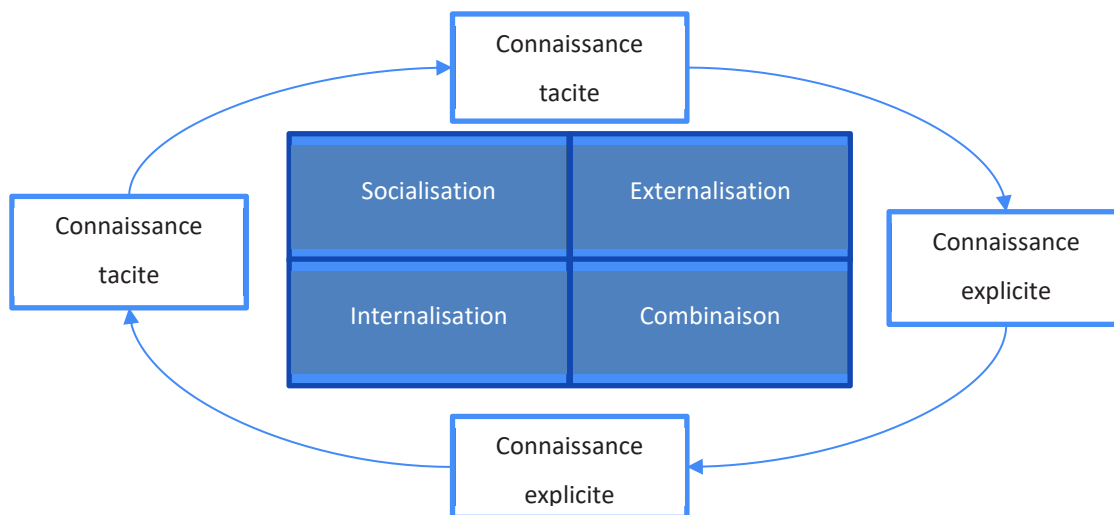 Connaissance
tacite
Socialisation
Externalisation
Connaissance
tacite
Connaissance
explicite
Internalisation
Combinaison
Connaissance
explicite